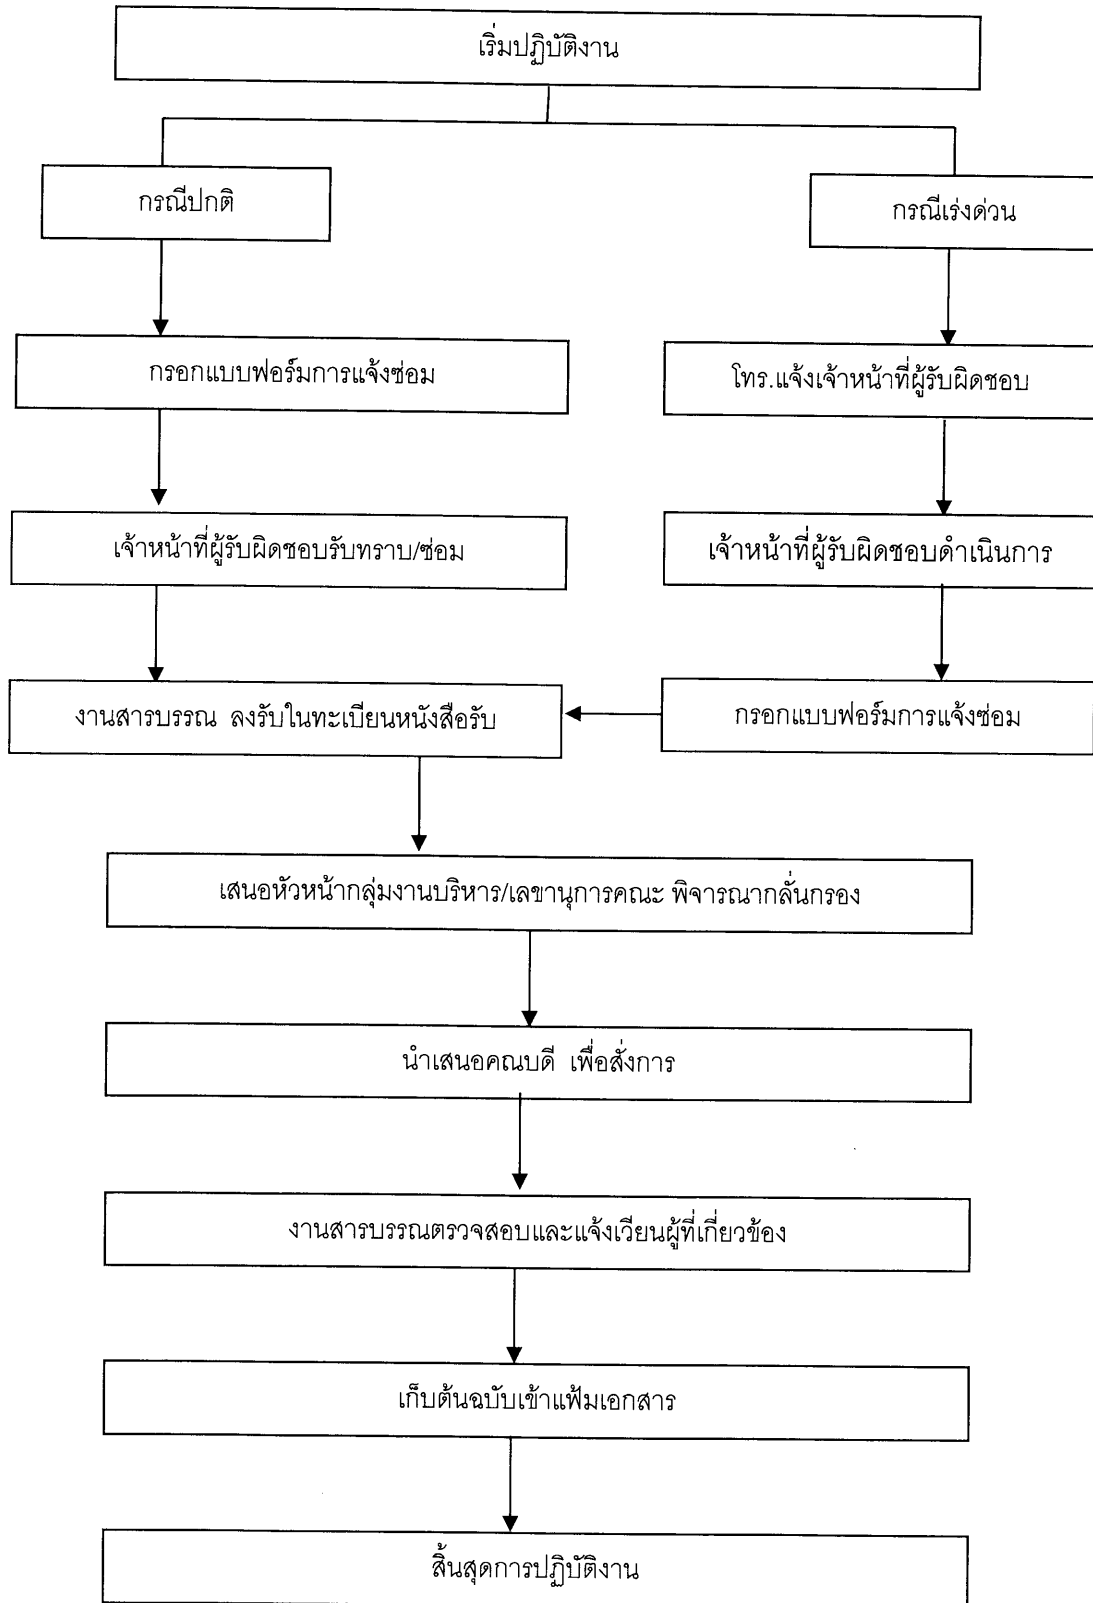 เริ่มปฏิบัติงาน
กรณีปกติ
กรณีเร่งด่วน
กรอกแบบฟอร์มการแจ้งซ่อม
โทร.แจ้งเจ้าหน้าที่ผู้รับผิดชอบ
เจ้าหน้าที่ผู้รับผิดชอบรับทราบ/ซ่อม
เจ้าหน้าที่ผู้รับผิดชอบดำเนินการ
งานสารบรรณ ลงรับในทะเบียนหนังสือรับ
กรอกแบบฟอร์มการแจ้งซ่อม
เสนอหัวหน้ากลุ่มงานบริหาร/เลขานุการคณะ พิจารณากลั่นกรอง
นำเสนอคณบดี เพื่อสั่งการ
งานสารบรรณตรวจสอบและแจ้งเวียนผู้ที่เกี่ยวข้อง
เก็บต้นฉบับเข้าแฟ้มเอกสาร
สิ้นสุดการปฏิบัติงาน